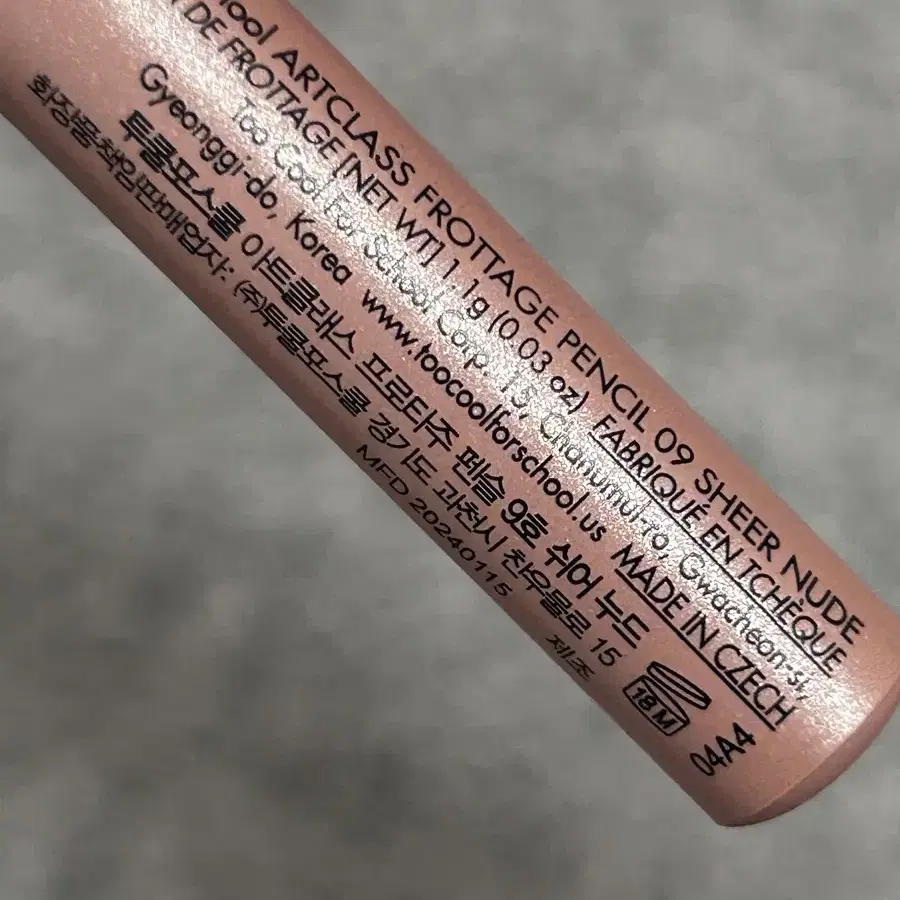 ARTCLASS FROTTAGE PENCIL 09 SHEER NUDE
DE FROTTAGE [NET WT] 1.1g (0.03 oz) FABRIQUÉ EN TCHÈQUE
Too Cool For School Corp. 15, Chanumul-ro, Gwacheon-si,
Gyeonggi-do, Korea www.toocoolforschool.us MADE IN CZECH
투쿨포스쿨 아트클래스 프로타주 펜슬 9호 쉬어 누드
화장품책임판매업자: (주)투쿨포스쿨 경기도 과천시 찬우물로 15
MFD 20240115 제조
18M
04A4